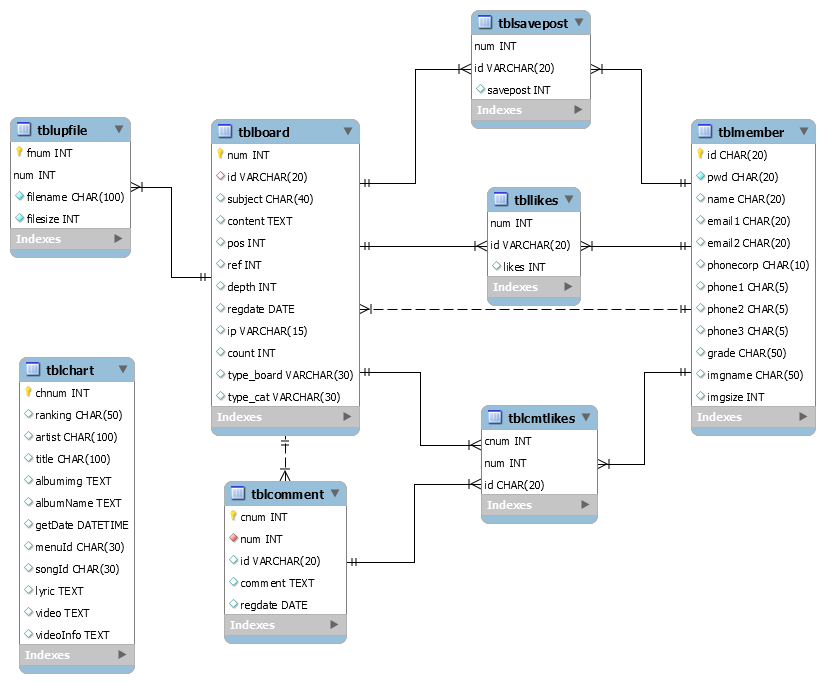 tblsavepost
num INT
id VARCHAR(20)
savepost INT
Indexes
tblupfile
fnum INT
num INT
filename CHAR(100)
filesize INT
Indexes
tblboard
num INT
id VARCHAR(20)
subject CHAR(40)
content TEXT
pos INT
ref INT
depth INT
regdate DATE
ip VARCHAR(15)
count INT
type_board VARCHAR(30)
type_cat VARCHAR(30)
Indexes
tblmember
id CHAR(20)
pwd CHAR(20)
name CHAR(20)
email1 CHAR(20)
email2 CHAR(20)
phonecorp CHAR(10)
phone1 CHAR(5)
phone2 CHAR(5)
phone3 CHAR(5)
grade CHAR(50)
imgname CHAR(50)
imgsize INT
Indexes
tbllikes
num INT
id VARCHAR(20)
likes INT
Indexes
tblchart
chnum INT
ranking CHAR(50)
artist CHAR(100)
title CHAR(100)
albumimg TEXT
albumName TEXT
getDate DATETIME
menuId CHAR(30)
songId CHAR(30)
lyric TEXT
video TEXT
videoInfo TEXT
Indexes
tblcmtlikes
cnum INT
num INT
id CHAR(20)
Indexes
tblcomment
cnum INT
num INT
id VARCHAR(20)
comment TEXT
regdate DATE
Indexes